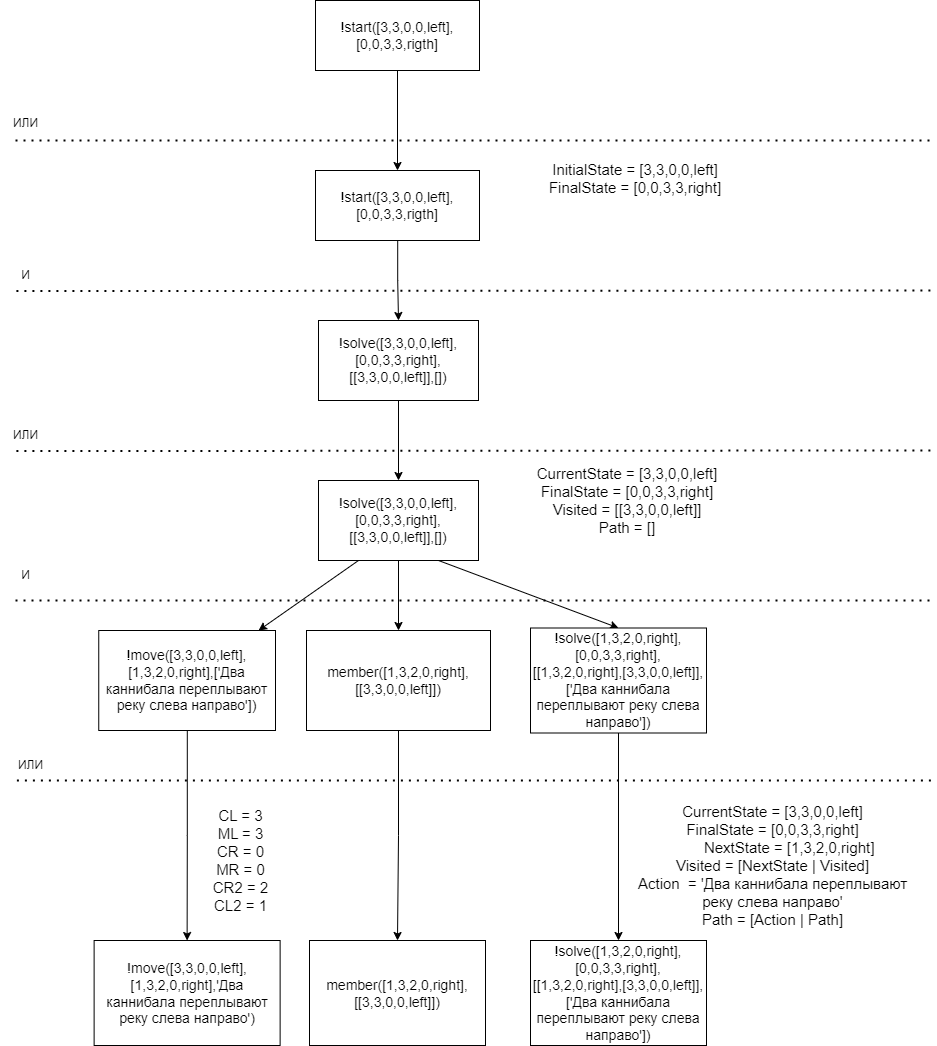 !start([3,3,0,0,left],
[0,0,3,3,rigth]
ИЛИ
!start([3,3,0,0,left],
[0,0,3,3,rigth]
InitialState = [3,3,0,0,left]
FinalState = [0,0,3,3,right]
И
!solve([3,3,0,0,left],
[0,0,3,3,right],
[[3,3,0,0,left]],[])
ИЛИ
!solve([3,3,0,0,left],
[0,0,3,3,right],
[[3,3,0,0,left]],[])
CurrentState = [3,3,0,0,left]
FinalState = [0,0,3,3,right]
Visited = [[3,3,0,0,left]]
Path = []
И
!move([3,3,0,0,left],
[1,3,2,0,right],['Два
каннибала переплывают
реку слева направо'])
member([1,3,2,0,right],
[[3,3,0,0,left]])
!solve([1,3,2,0,right],
[0,0,3,3,right],
[[1,3,2,0,right].[3,3,0,0,left]],
['Два каннибала
переплывают реку слева
направо'])
ИЛИ
CL = 3
ML = 3
CR = 0
MR = 0
CR2 = 2
CL2 = 1
CurrentState = [3,3,0,0,left]
FinalState = [0,0,3,3,right]
NextState = [1,3,2,0,right]
Visited = [NextState | Visited]
Action  = 'Два каннибала переплывают
реку слева направо'
Path = [Action | Path]
!move([3,3,0,0,left],
[1,3,2,0,right],'Два
каннибала переплывают
реку слева направо')
member([1,3,2,0,right],
[[3,3,0,0,left]])
!solve([1,3,2,0,right],
[0,0,3,3,right],
[[1,3,2,0,right].[3,3,0,0,left]],
['Два каннибала
переплывают реку слева
направо'])